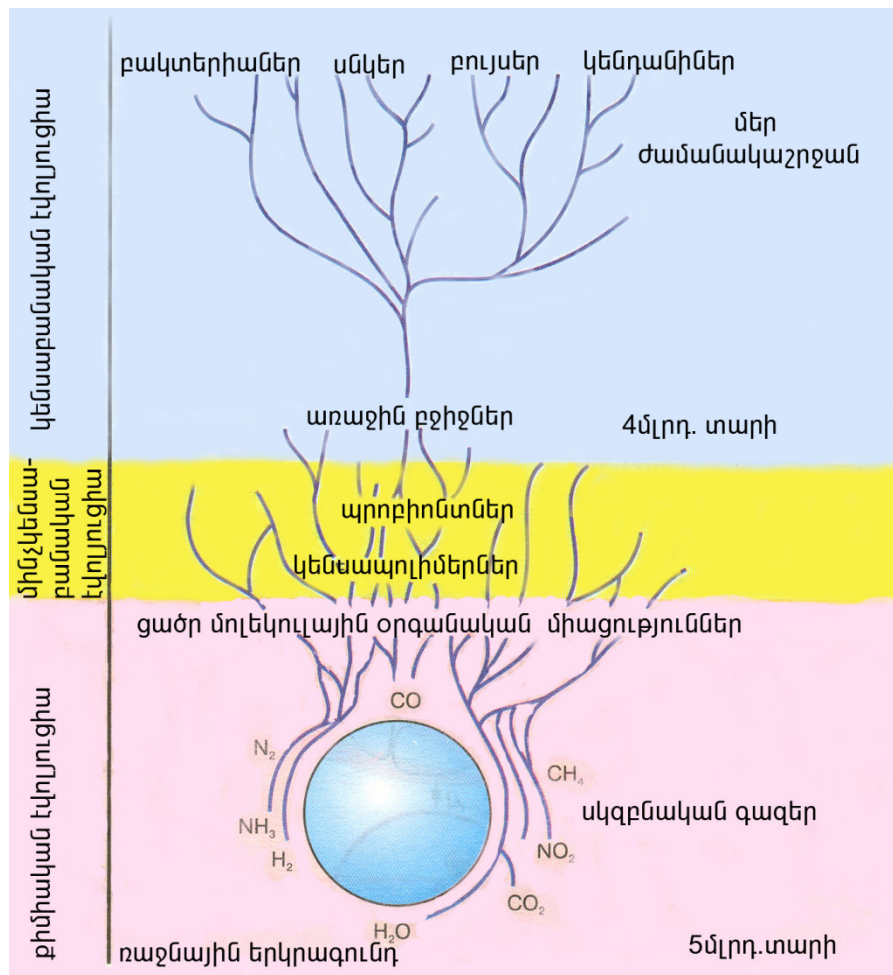 բակտերիաներ սնկեր բույսեր կենդանիներ
մեր
ժամանակաշրջան
կենսաբանական էվոլյուցիա
առաջին բջիջներ
4մլրդ. տարի
մինչկենսա-
բանական
էվոլյուցիա
պրոբիոնտներ
կենսապոլիմերներ
ցածր մոլեկուլային օրգանական միացություններ
քիմիական էվոլյուցիա
CO
N₂
CH₄
սկզբնական գազեր
NH₃
H₂
NO₂
CO₂
H₂O
ռաջնային երկրագունդ
5մլրդ.տարի